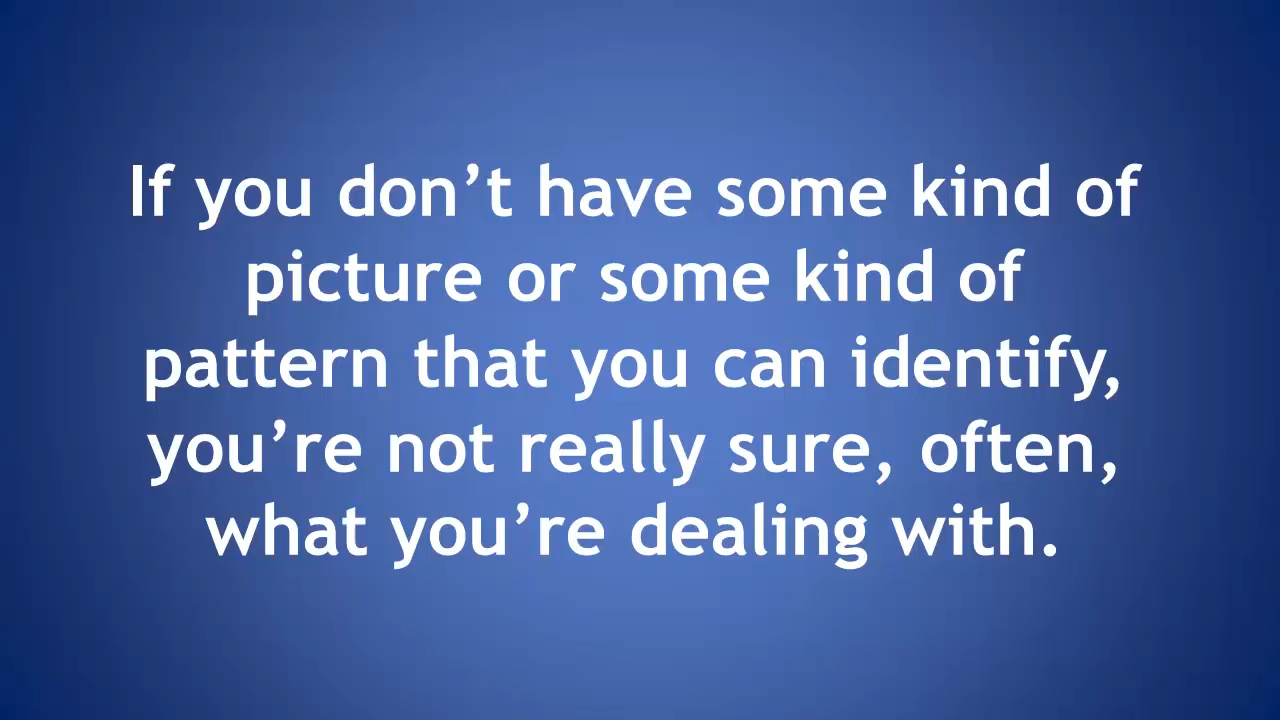 If you don’t have some kind of
picture or some kind of
pattern that you can identify,
you’re not really sure, often,
what you’re dealing with.